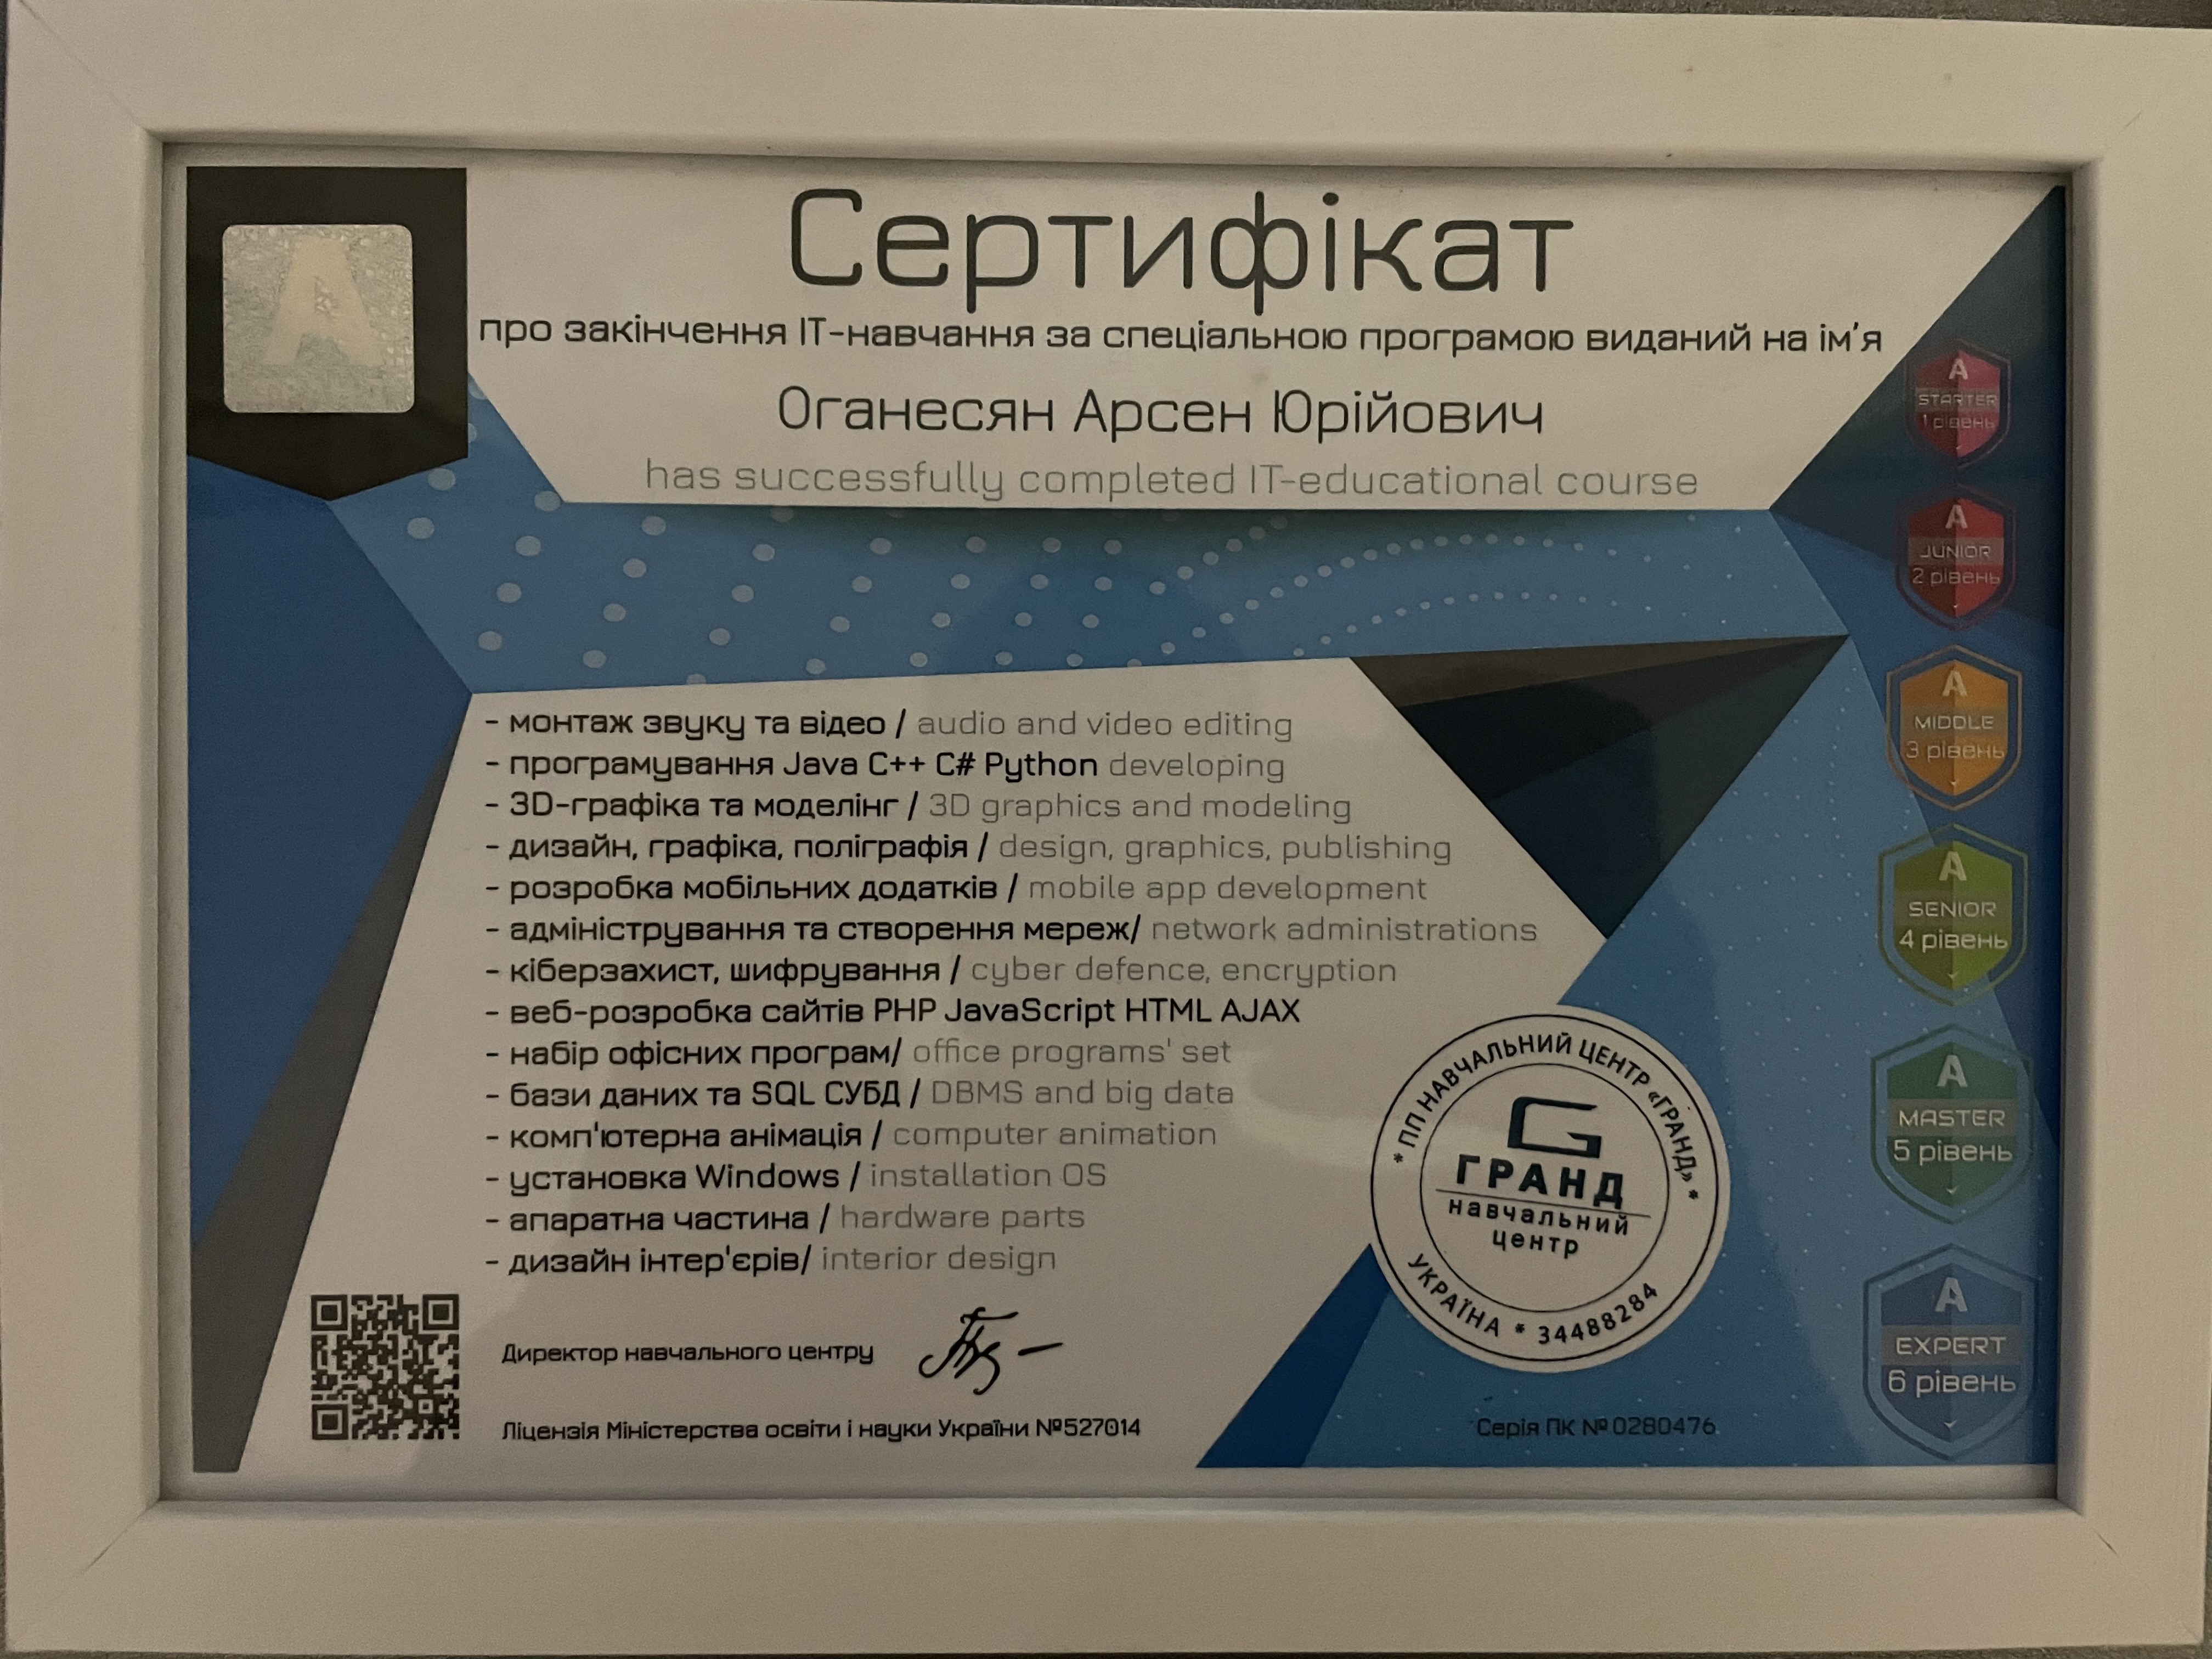 Сертифікат
про закінчення ІТ-навчання за спеціальною програмою виданий на ім'я
Оганесян Арсен Юрійович
has successfully completed IT-educational course
- монтаж звуку та відео / audio and video editing
- програмування Java C++ C# Python developing
- 3D-графіка та моделінг / 3D graphics and modeling
- дизайн, графіка, поліграфія / design, graphics, publishing
- розробка мобільних додатків / mobile app development
- адміністрування та створення мереж/ network administrations
- кіберзахист, шифрування / cyber defence, encryption
- веб-розробка сайтів PHP JavaScript HTML AJAX
- набір офісних програм/ office programs' set
- бази даних та SQL СУБД / DBMS and big data
- комп'ютерна анімація / computer animation
- установка Windows / installation OS
- апаратна частина / hardware parts
- дизайн інтер'єрів/ interior design
Директор навчального центру
Ліцензія Міністерства освіти і науки України №527014
A
A
STARTER
1 рівень
A
JUNIOR
2 рівень
A
MIDDLE
3 рівень
A
SENIOR
4 рівень
A
MASTER
5 рівень
A
EXPERT
6 рівень
* ПП НАВЧАЛЬНИЙ ЦЕНТР «ГРАНД» *
G
ГРАНД
навчальний
центр
УКРАЇНА * 34488284
Серія ПК № 0280476